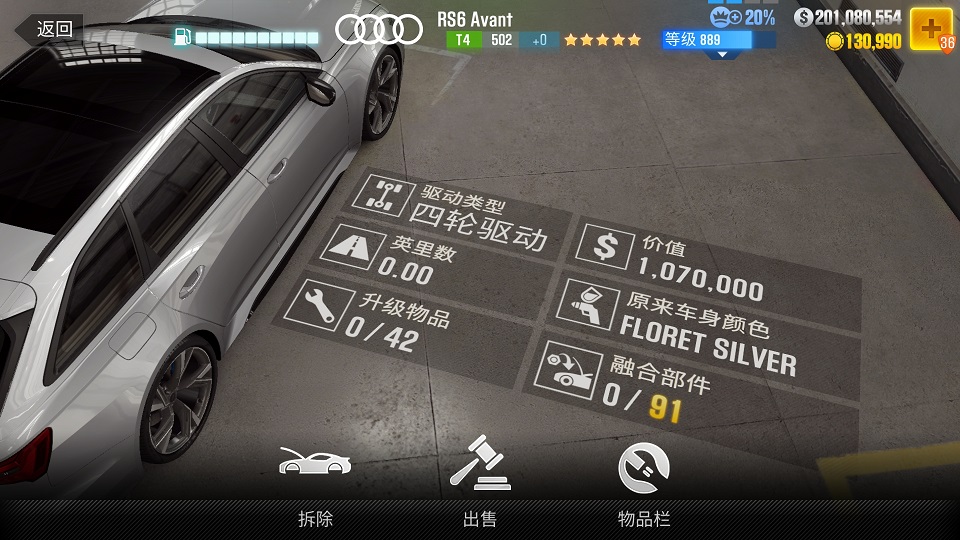 返回
RS6 Avant
T4 502 +0
20%
201,080,554
等级 889
130,990
36
驱动类型
四轮驱动
英里数
0.00
升级物品
0/42
价值
1,070,000
原来车身颜色
FLORET SILVER
融合部件
0/91
拆除
出售
物品栏